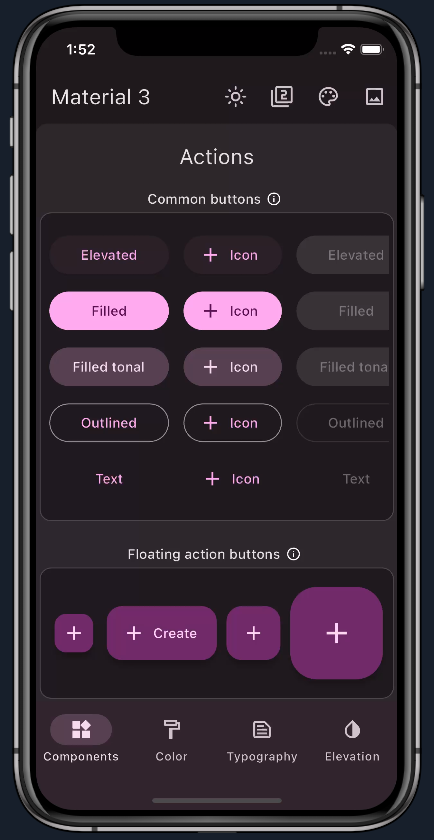 1:52
Material 3
2
Actions
Common buttons
Elevated Icon Elevated
Filled Icon Filled
Filled tonal Icon Filled tona
Outlined Icon Outlined
Text Icon Text
Floating action buttons
Create
Components Color Typography Elevation